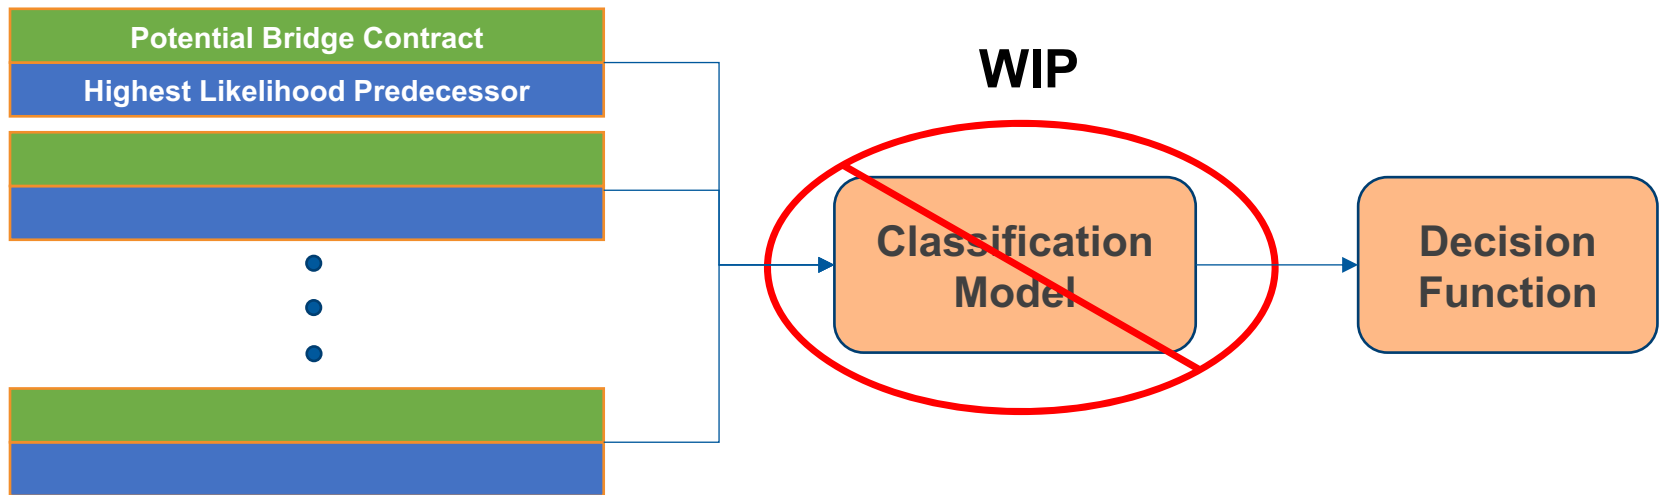 Potential Bridge Contract
Highest Likelihood Predecessor
WIP
Classification
Model
Decision
Function